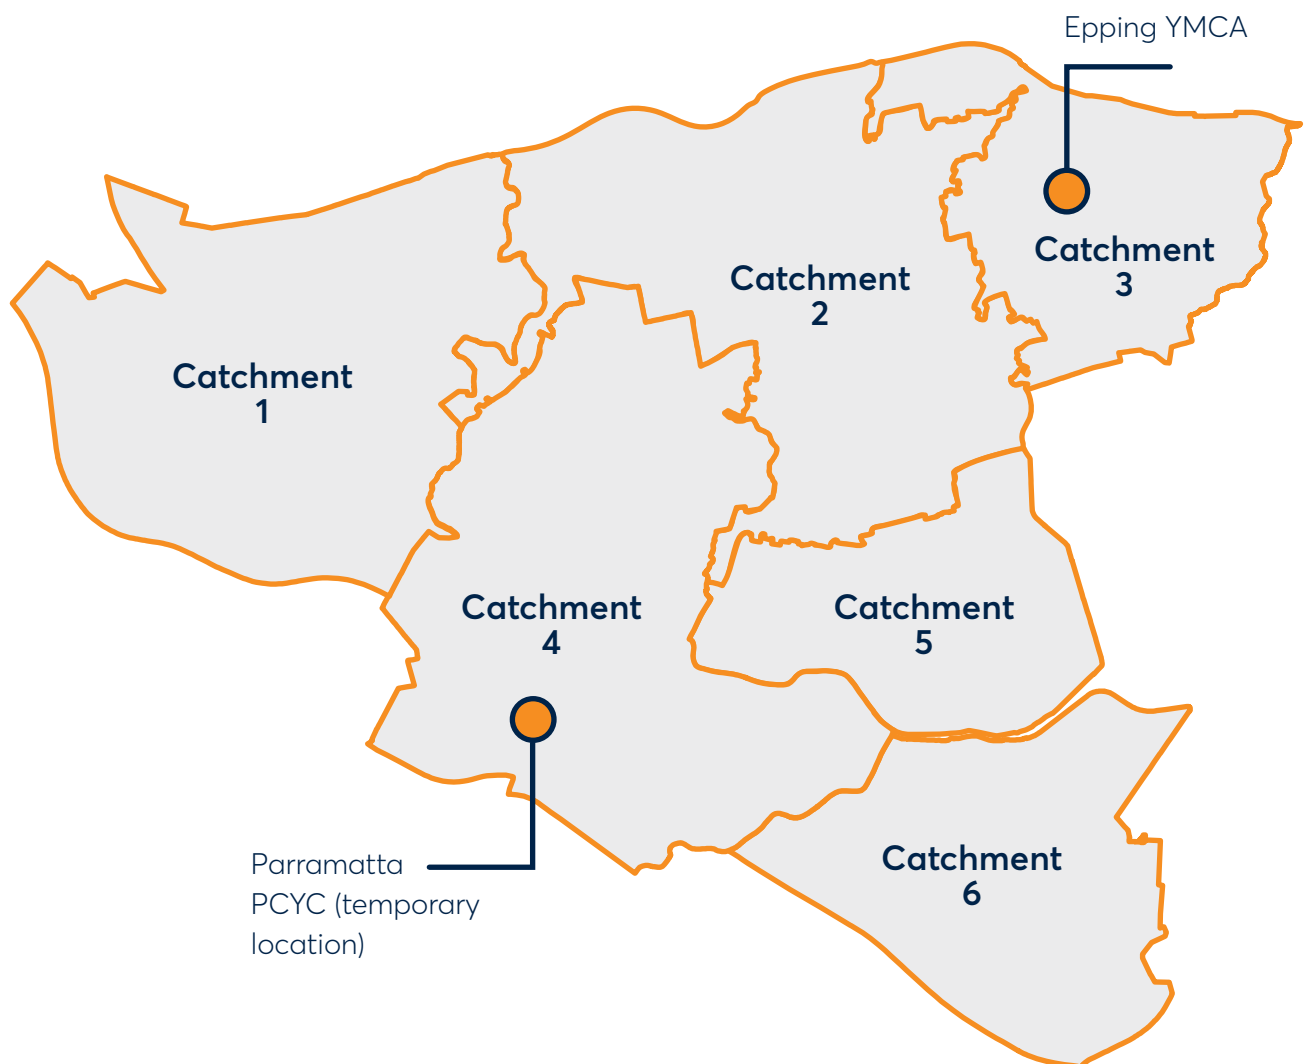 Epping YMCA
Catchment
3
Catchment
2
Catchment
1
Catchment
4
Catchment
5
Parramatta
PCYC (temporary
location)
Catchment
6